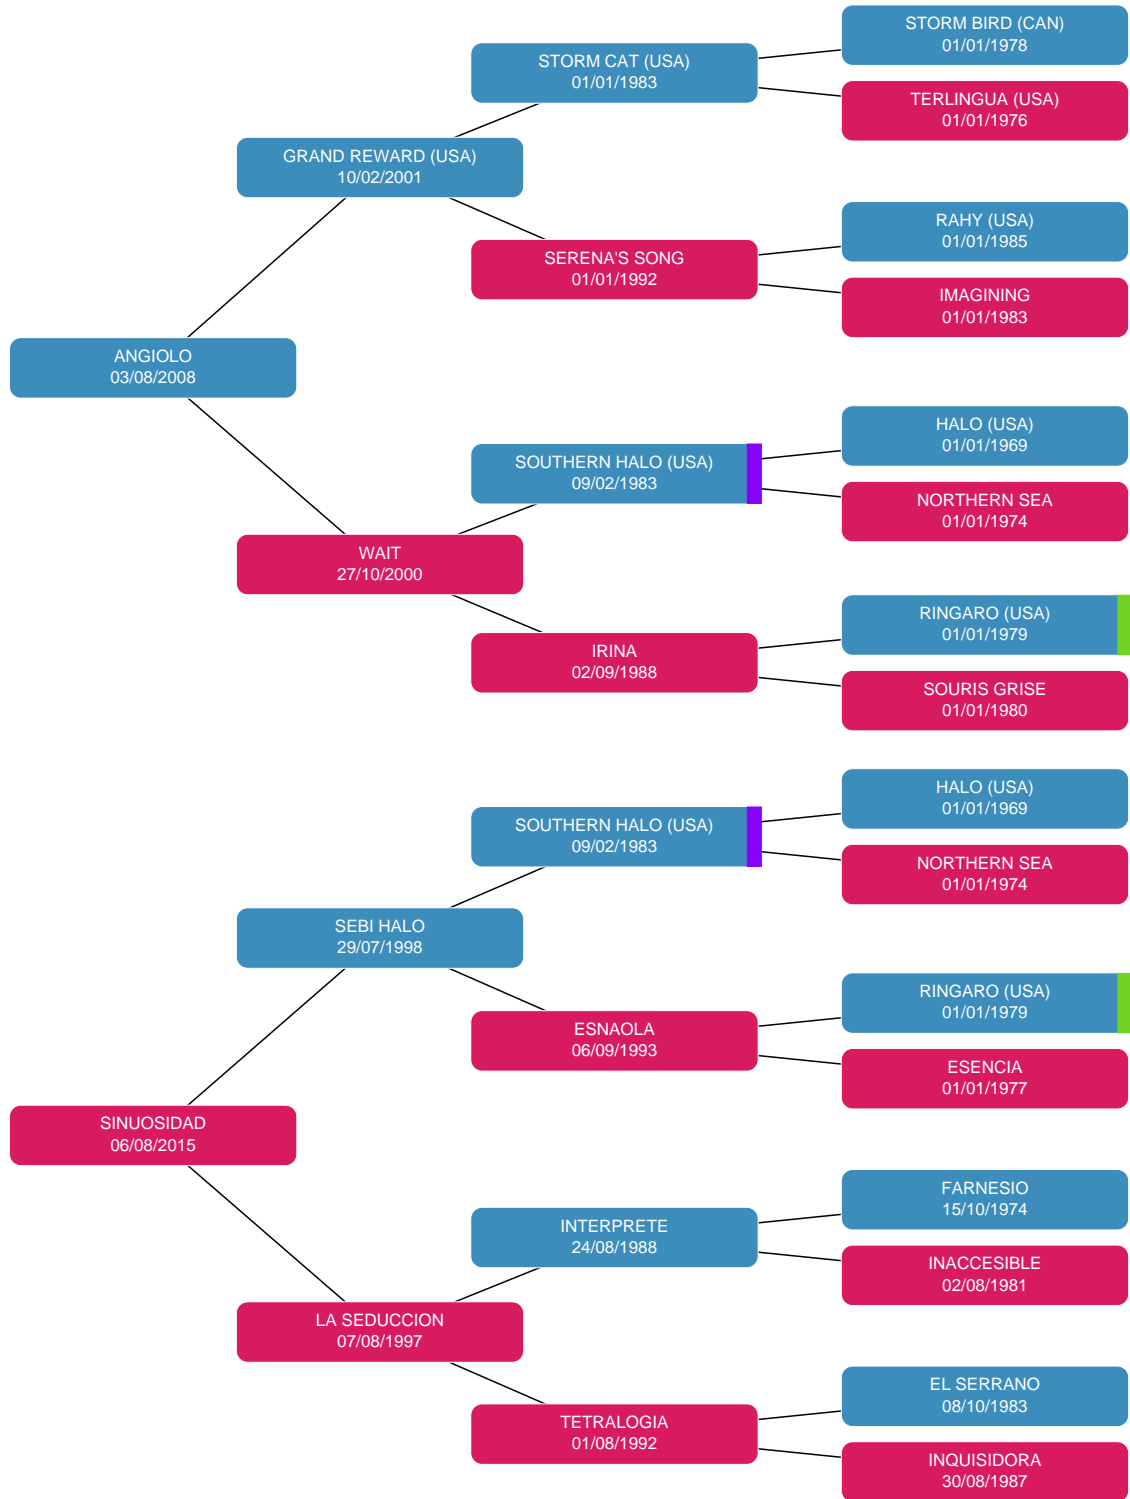 STORM BIRD (CAN)
01/01/1978
STORM CAT (USA)
01/01/1983
TERLINGUA (USA)
01/01/1976
GRAND REWARD (USA)
10/02/2001
RAHY (USA)
01/01/1985
SERENA'S SONG
01/01/1992
IMAGINING
01/01/1983
ANGIOLO
03/08/2008
HALO (USA)
01/01/1969
SOUTHERN HALO (USA)
09/02/1983
NORTHERN SEA
01/01/1974
WAIT
27/10/2000
RINGARO (USA)
01/01/1979
IRINA
02/09/1988
SOURIS GRISE
01/01/1980
HALO (USA)
01/01/1969
SOUTHERN HALO (USA)
09/02/1983
NORTHERN SEA
01/01/1974
SEBI HALO
29/07/1998
RINGARO (USA)
01/01/1979
ESNAOLA
06/09/1993
ESENCIA
01/01/1977
SINUOSIDAD
06/08/2015
FARNESIO
15/10/1974
INTERPRETE
24/08/1988
INACCESIBLE
02/08/1981
LA SEDUCCION
07/08/1997
EL SERRANO
08/10/1983
TETRALOGIA
01/08/1992
INQUISIDORA
30/08/1987